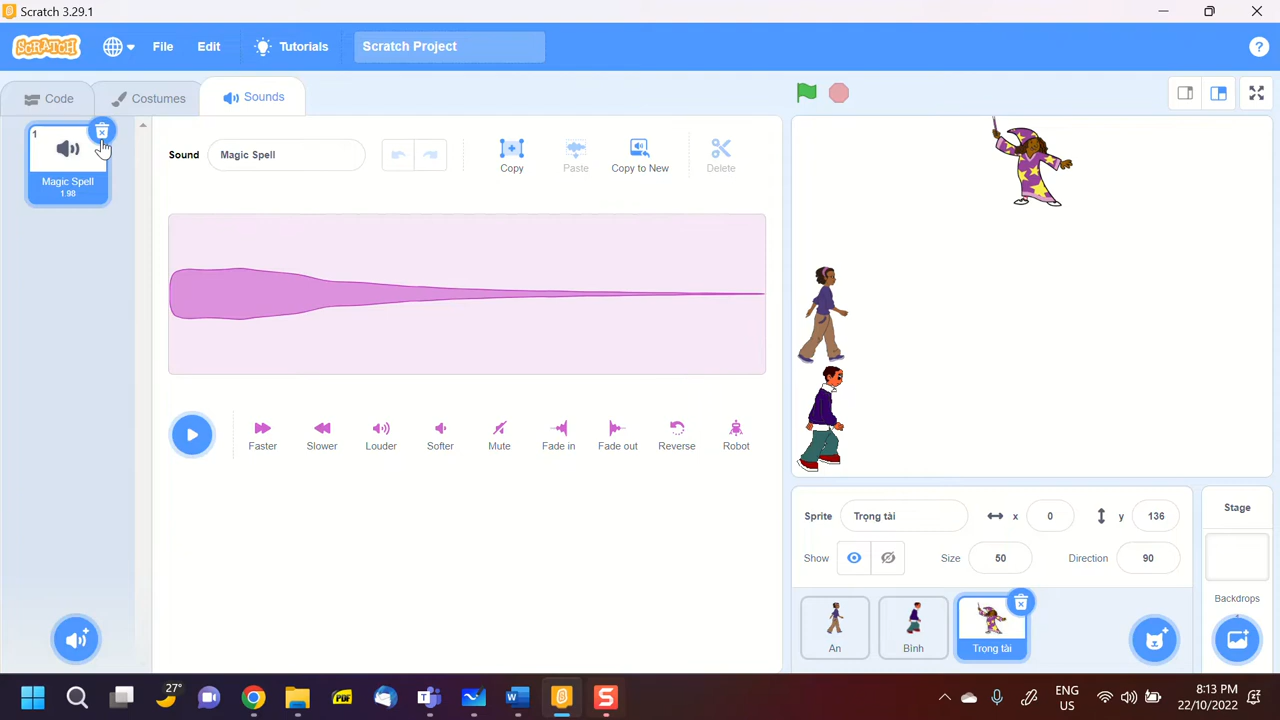 Scratch 3.29.1
SCRATCH
File
Edit
Tutorials
Scratch Project
?
Code
Costumes
Sounds
1
Magic Spell
1.98
Sound
Magic Spell
Copy
Paste
Copy to New
Delete
Faster
Slower
Louder
Softer
Mute
Fade in
Fade out
Reverse
Robot
Sprite
Trọng tài
x
0
y
136
Show
Size
50
Direction
90
Stage
Backdrops
An
Bình
Trọng tài
27°
PDF
ENG
US
8:13 PM
22/10/2022